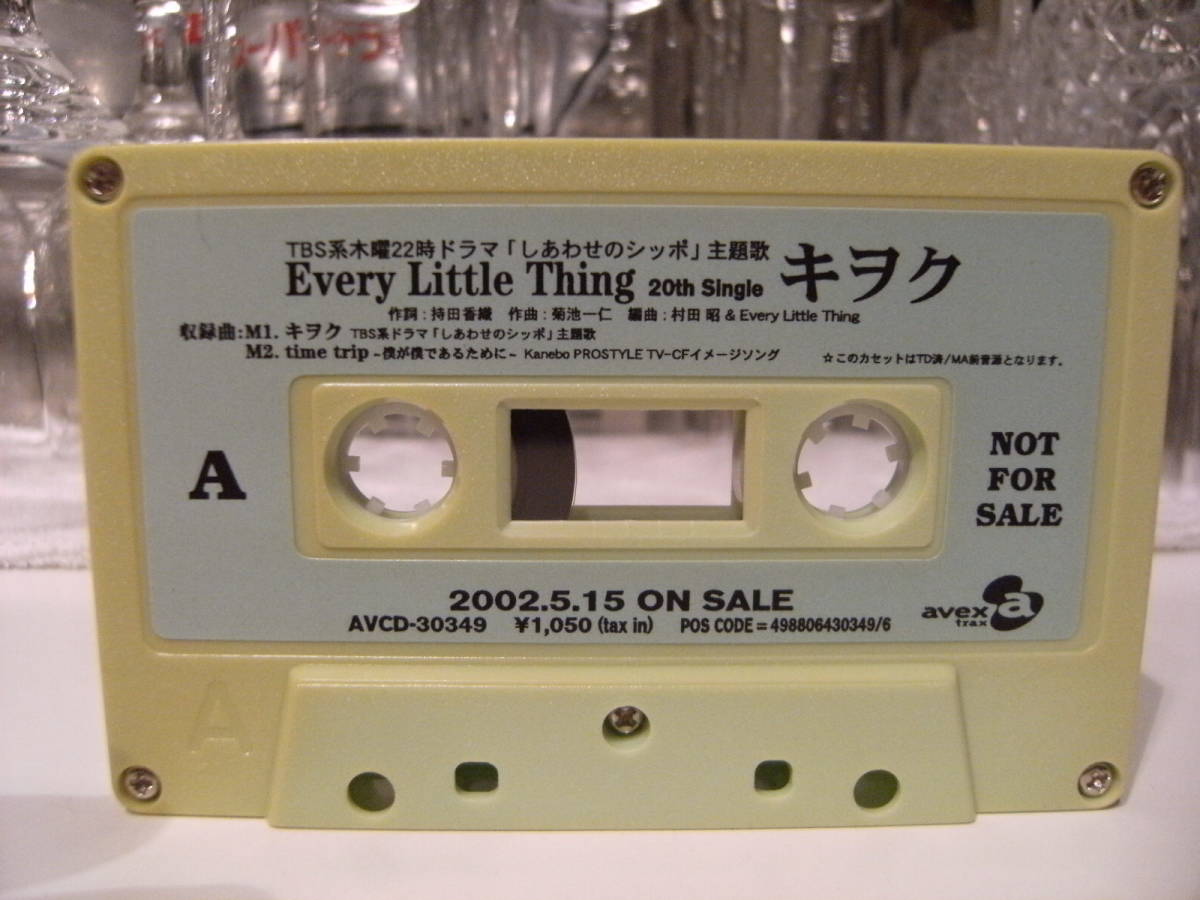 TBS系木曜22時ドラマ「しあわせのシッポ」主題歌
Every Little Thing 20th Single キヲク
作詞:持田香織 作曲:菊池一仁 編曲:村田 昭 & Every Little Thing
収録曲:M1. キヲク TBS系ドラマ「しあわせのシッポ」主題歌
M2. time trip ~僕が僕であるために~ Kanebo PROSTYLE TV-CFイメージソング ☆このカセットはTD済/MA前音源となります。
A
NOT
FOR
SALE
2002.5.15 ON SALE
AVCD-30349 ¥1,050 (tax in) POS CODE=498806430349/6
avex
trax
a
A